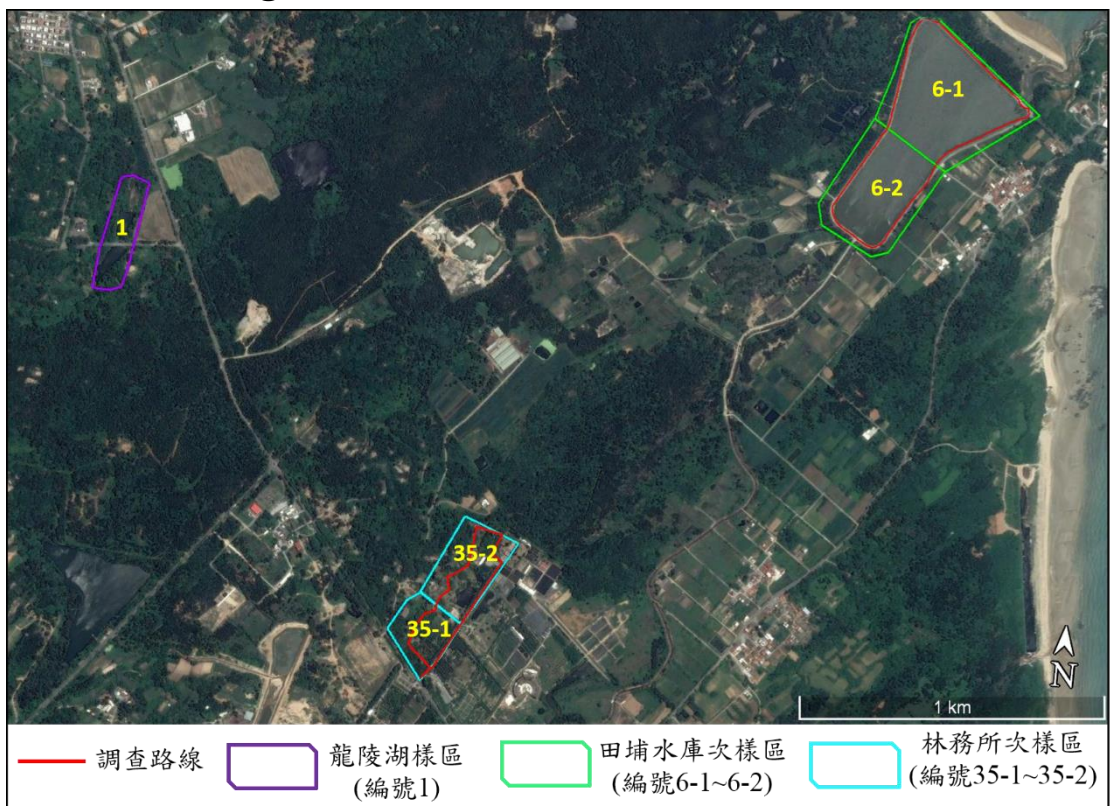 6-1
6-2
1
35-2
35-1
N
1 km
調查路線
龍陵湖樣區
(編號1)
田埔水庫次樣區
(編號6-1~6-2)
林務所次樣區
(編號35-1~35-2)